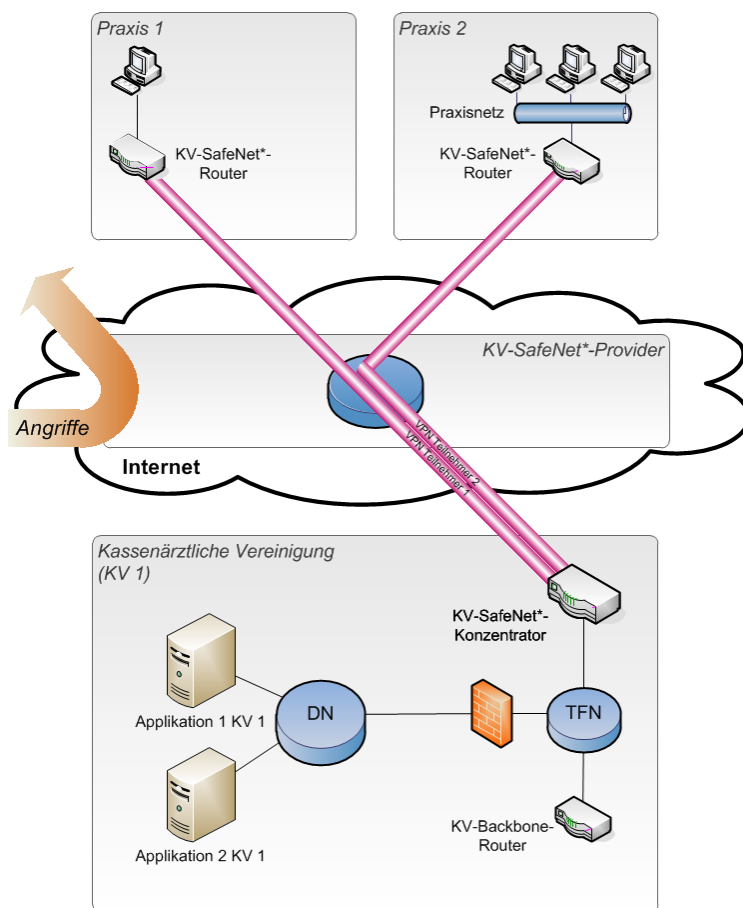 Praxis 1
Praxis 2
Praxisnetz
KV-SafeNet*-
Router
KV-SafeNet*-
Router
KV-SafeNet*-Provider
Angriffe
Internet
VPN Teilnehmer 2
VPN Teilnehmer 1
Kassenärztliche Vereinigung
(KV 1)
KV-SafeNet*-
Konzentrator
Applikation 1 KV 1
DN
TFN
Applikation 2 KV 1
KV-Backbone-
Router